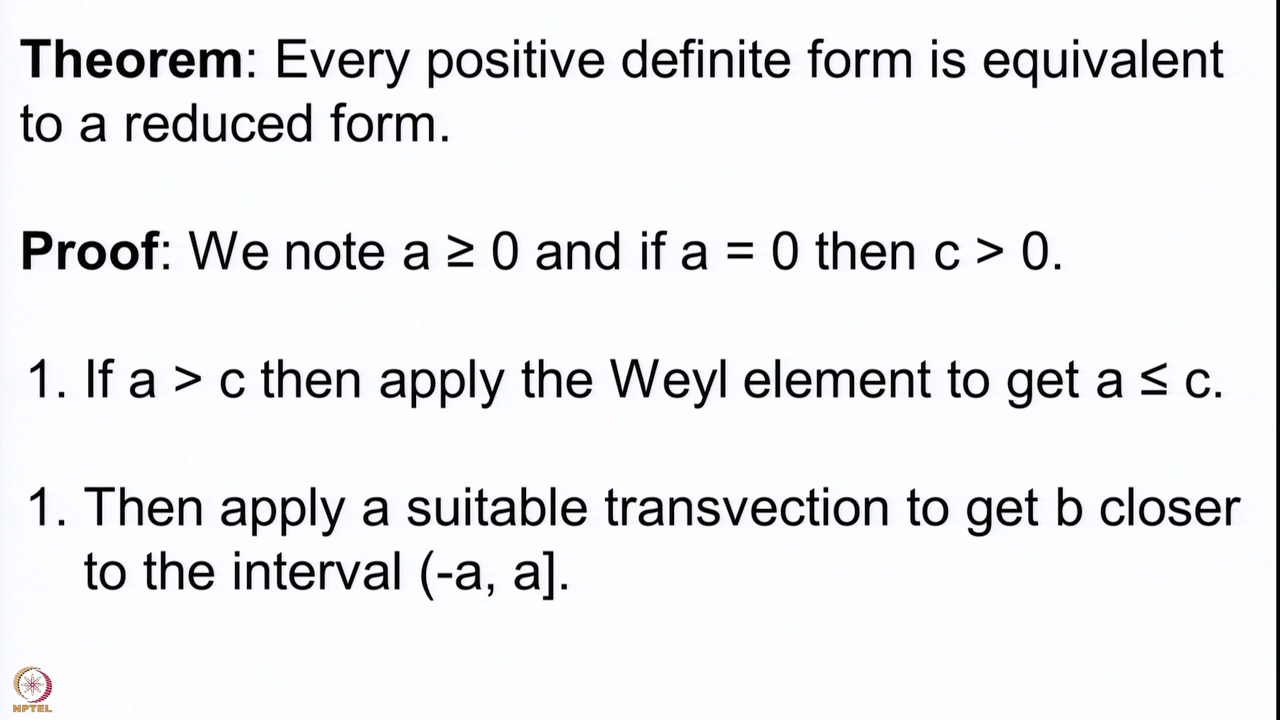 Theorem: Every positive definite form is equivalent
to a reduced form.
Proof: We note a ≥ 0 and if a = 0 then c > 0.
1. If a > c then apply the Weyl element to get a ≤ c.
1. Then apply a suitable transvection to get b closer
to the interval (-a, a].
NPTEL